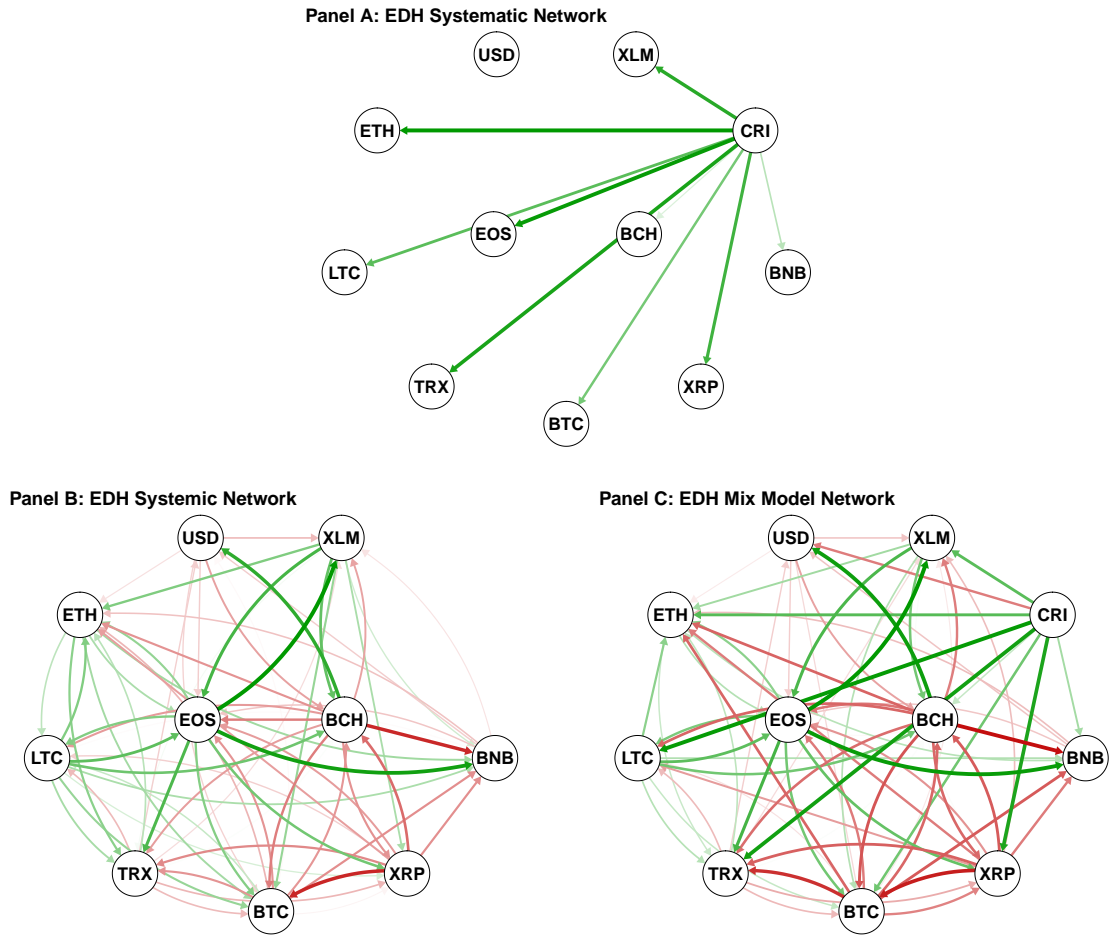 Panel A: EDH Systematic Network
USD
XLM
ETH
CRI
EOS
BCH
LTC
BNB
TRX
XRP
BTC
Panel B: EDH Systemic Network
USD
XLM
ETH
EOS
BCH
LTC
BNB
TRX
XRP
BTC
Panel C: EDH Mix Model Network
USD
XLM
ETH
CRI
EOS
BCH
LTC
BNB
TRX
XRP
BTC